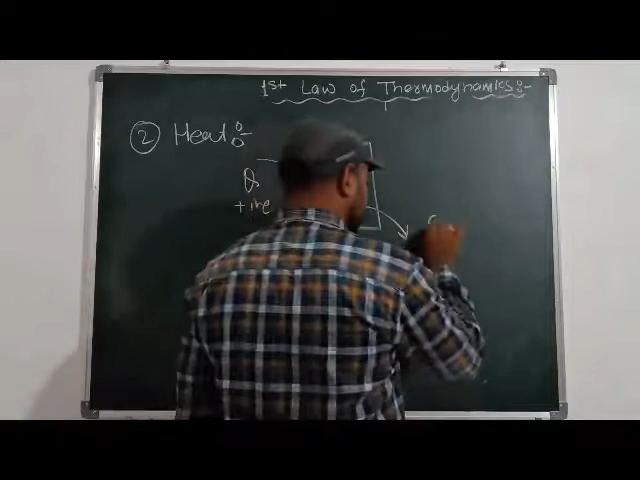 1st Law of Thermodynamics :-
② Heat :-
Q
+ive